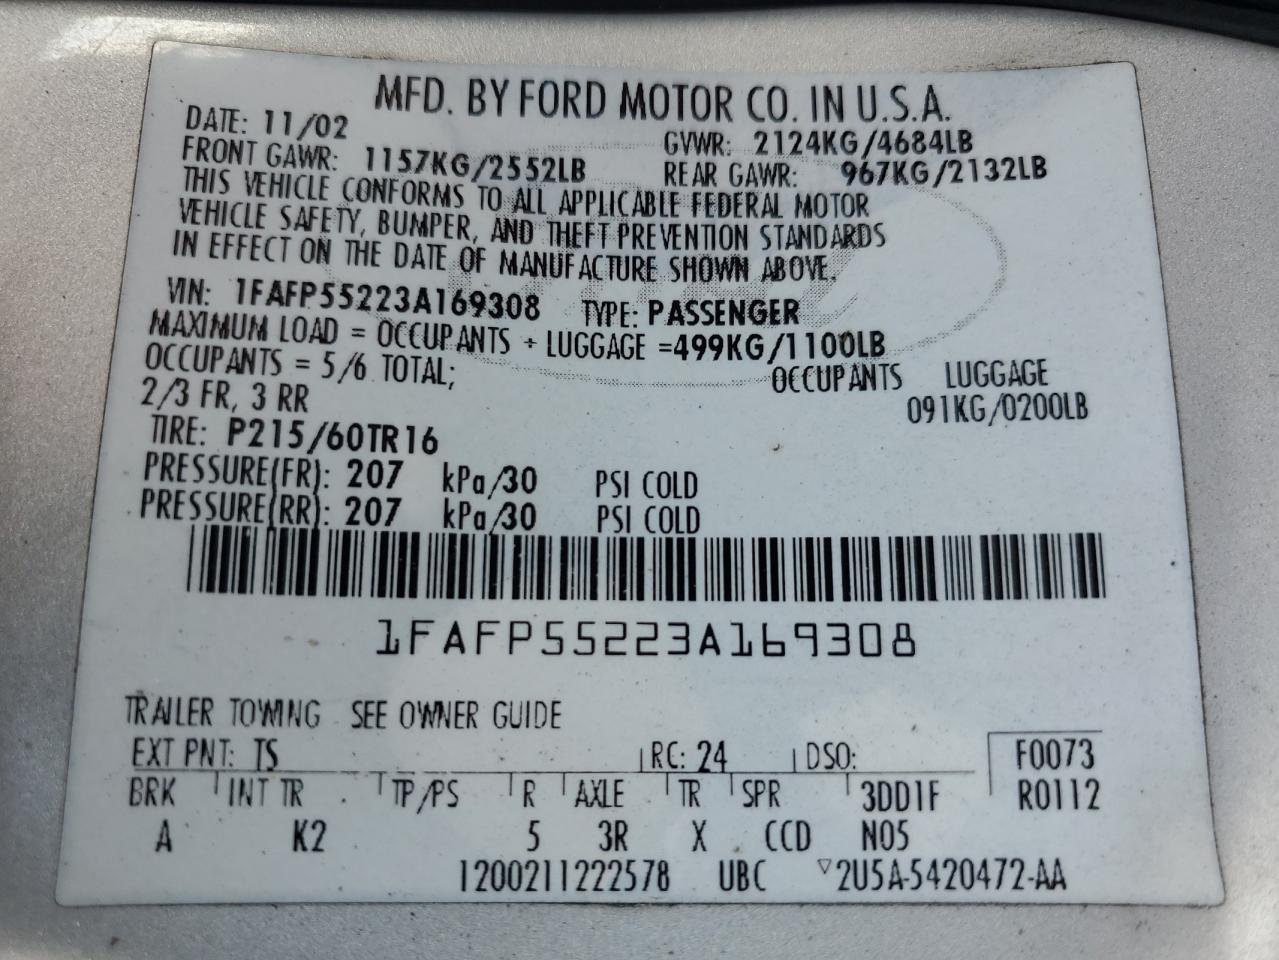 MFD. BY FORD MOTOR CO. IN U.S.A.
DATE: 11/02 GVWR: 2124KG/4684LB
FRONT GAWR: 1157KG/2552LB REAR GAWR: 967KG/2132LB
THIS VEHICLE CONFORMS TO ALL APPLICABLE FEDERAL MOTOR
VEHICLE SAFETY, BUMPER, AND THEFT PREVENTION STANDARDS
IN EFFECT ON THE DATE OF MANUFACTURE SHOWN ABOVE.
VIN: 1FAFP55223A169308 TYPE: PASSENGER
MAXIMUM LOAD = OCCUPANTS + LUGGAGE =499KG/1100LB
OCCUPANTS = 5/6 TOTAL; OCCUPANTS LUGGAGE
2/3 FR, 3 RR 091KG/0200LB
TIRE: P215/60TR16
PRESSURE(FR): 207 kPa/30 PSI COLD
PRESSURE(RR): 207 kPa/30 PSI COLD
1FAFP55223A169308
TRAILER TOWING SEE OWNER GUIDE
EXT PNT: TS RC: 24 DSO: F0073
BRK INT TR TP/PS R AXLE TR SPR 3DD1F R0112
A K2 5 3R X CCD N05
1200211222578 UBC ▽2U5A-5420472-AA